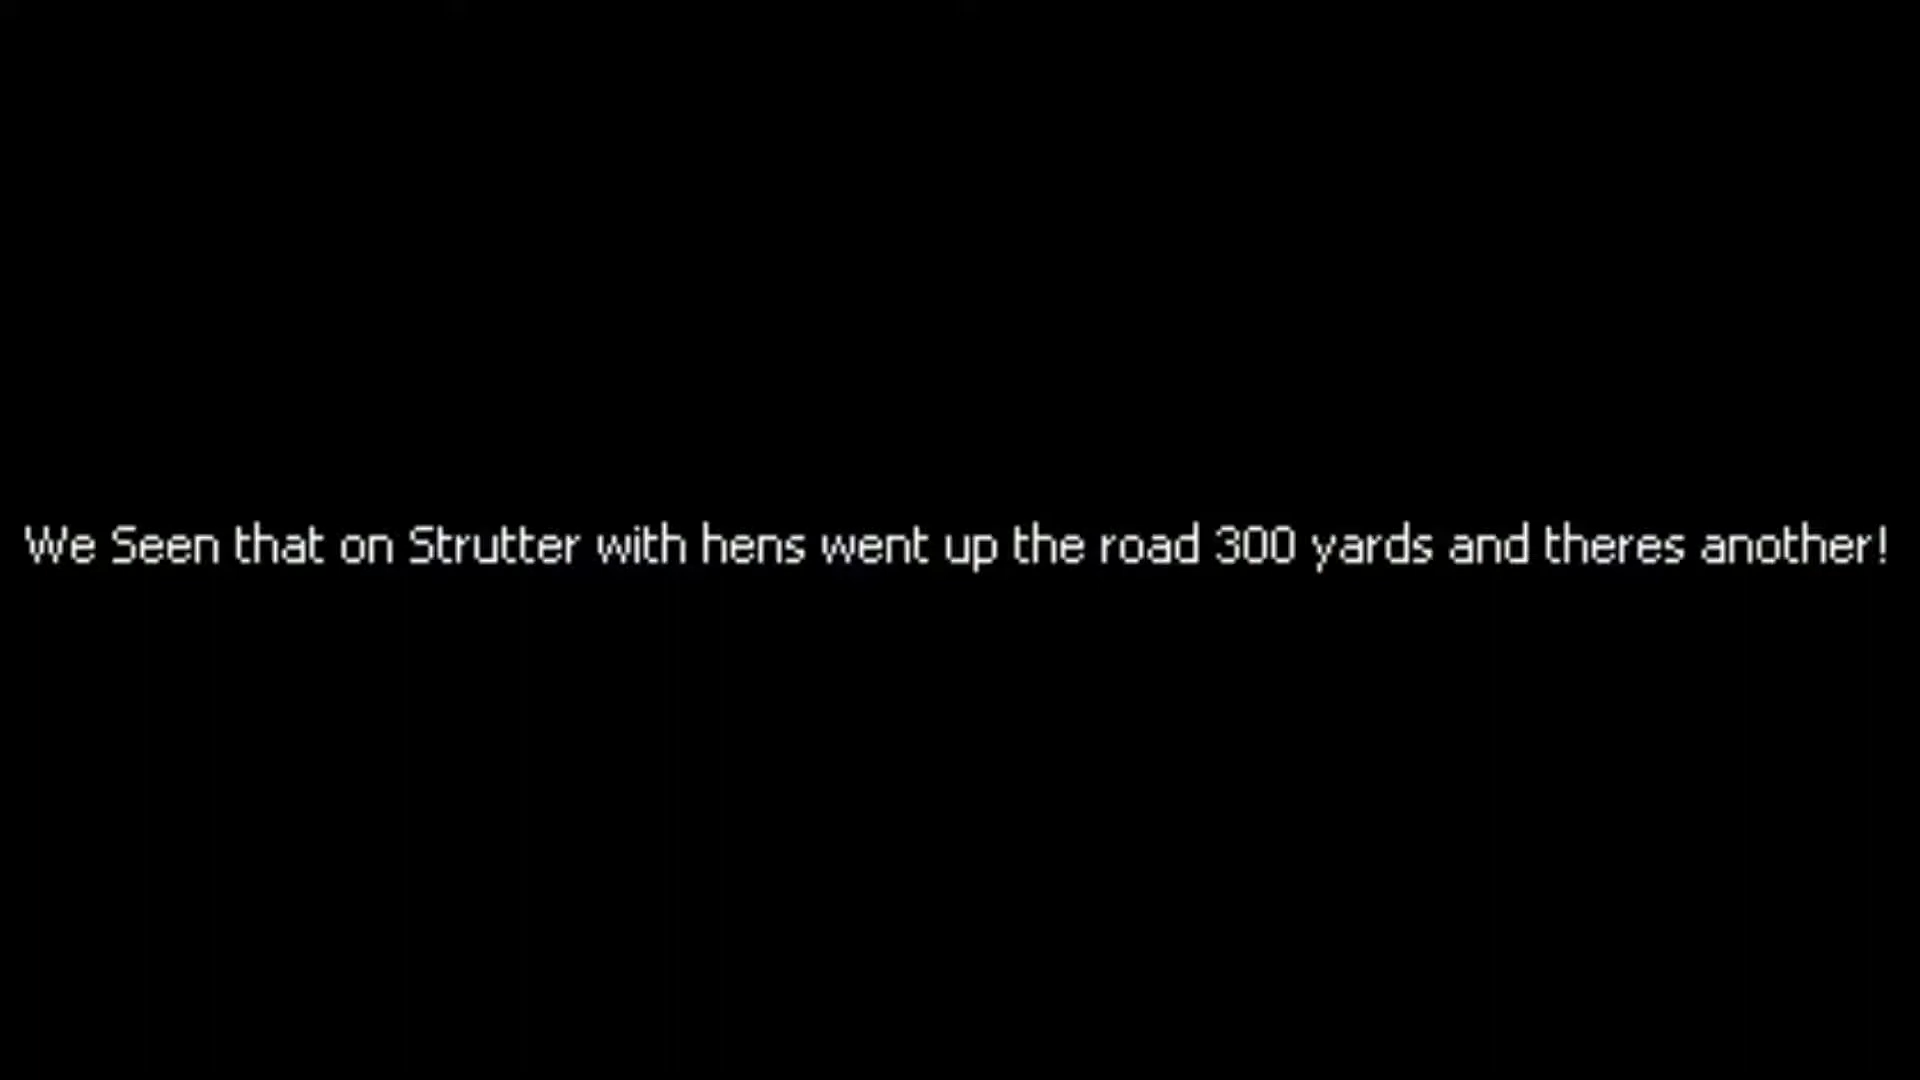 We Seen that on Strutter with hens went up the road 300 yards and theres another!